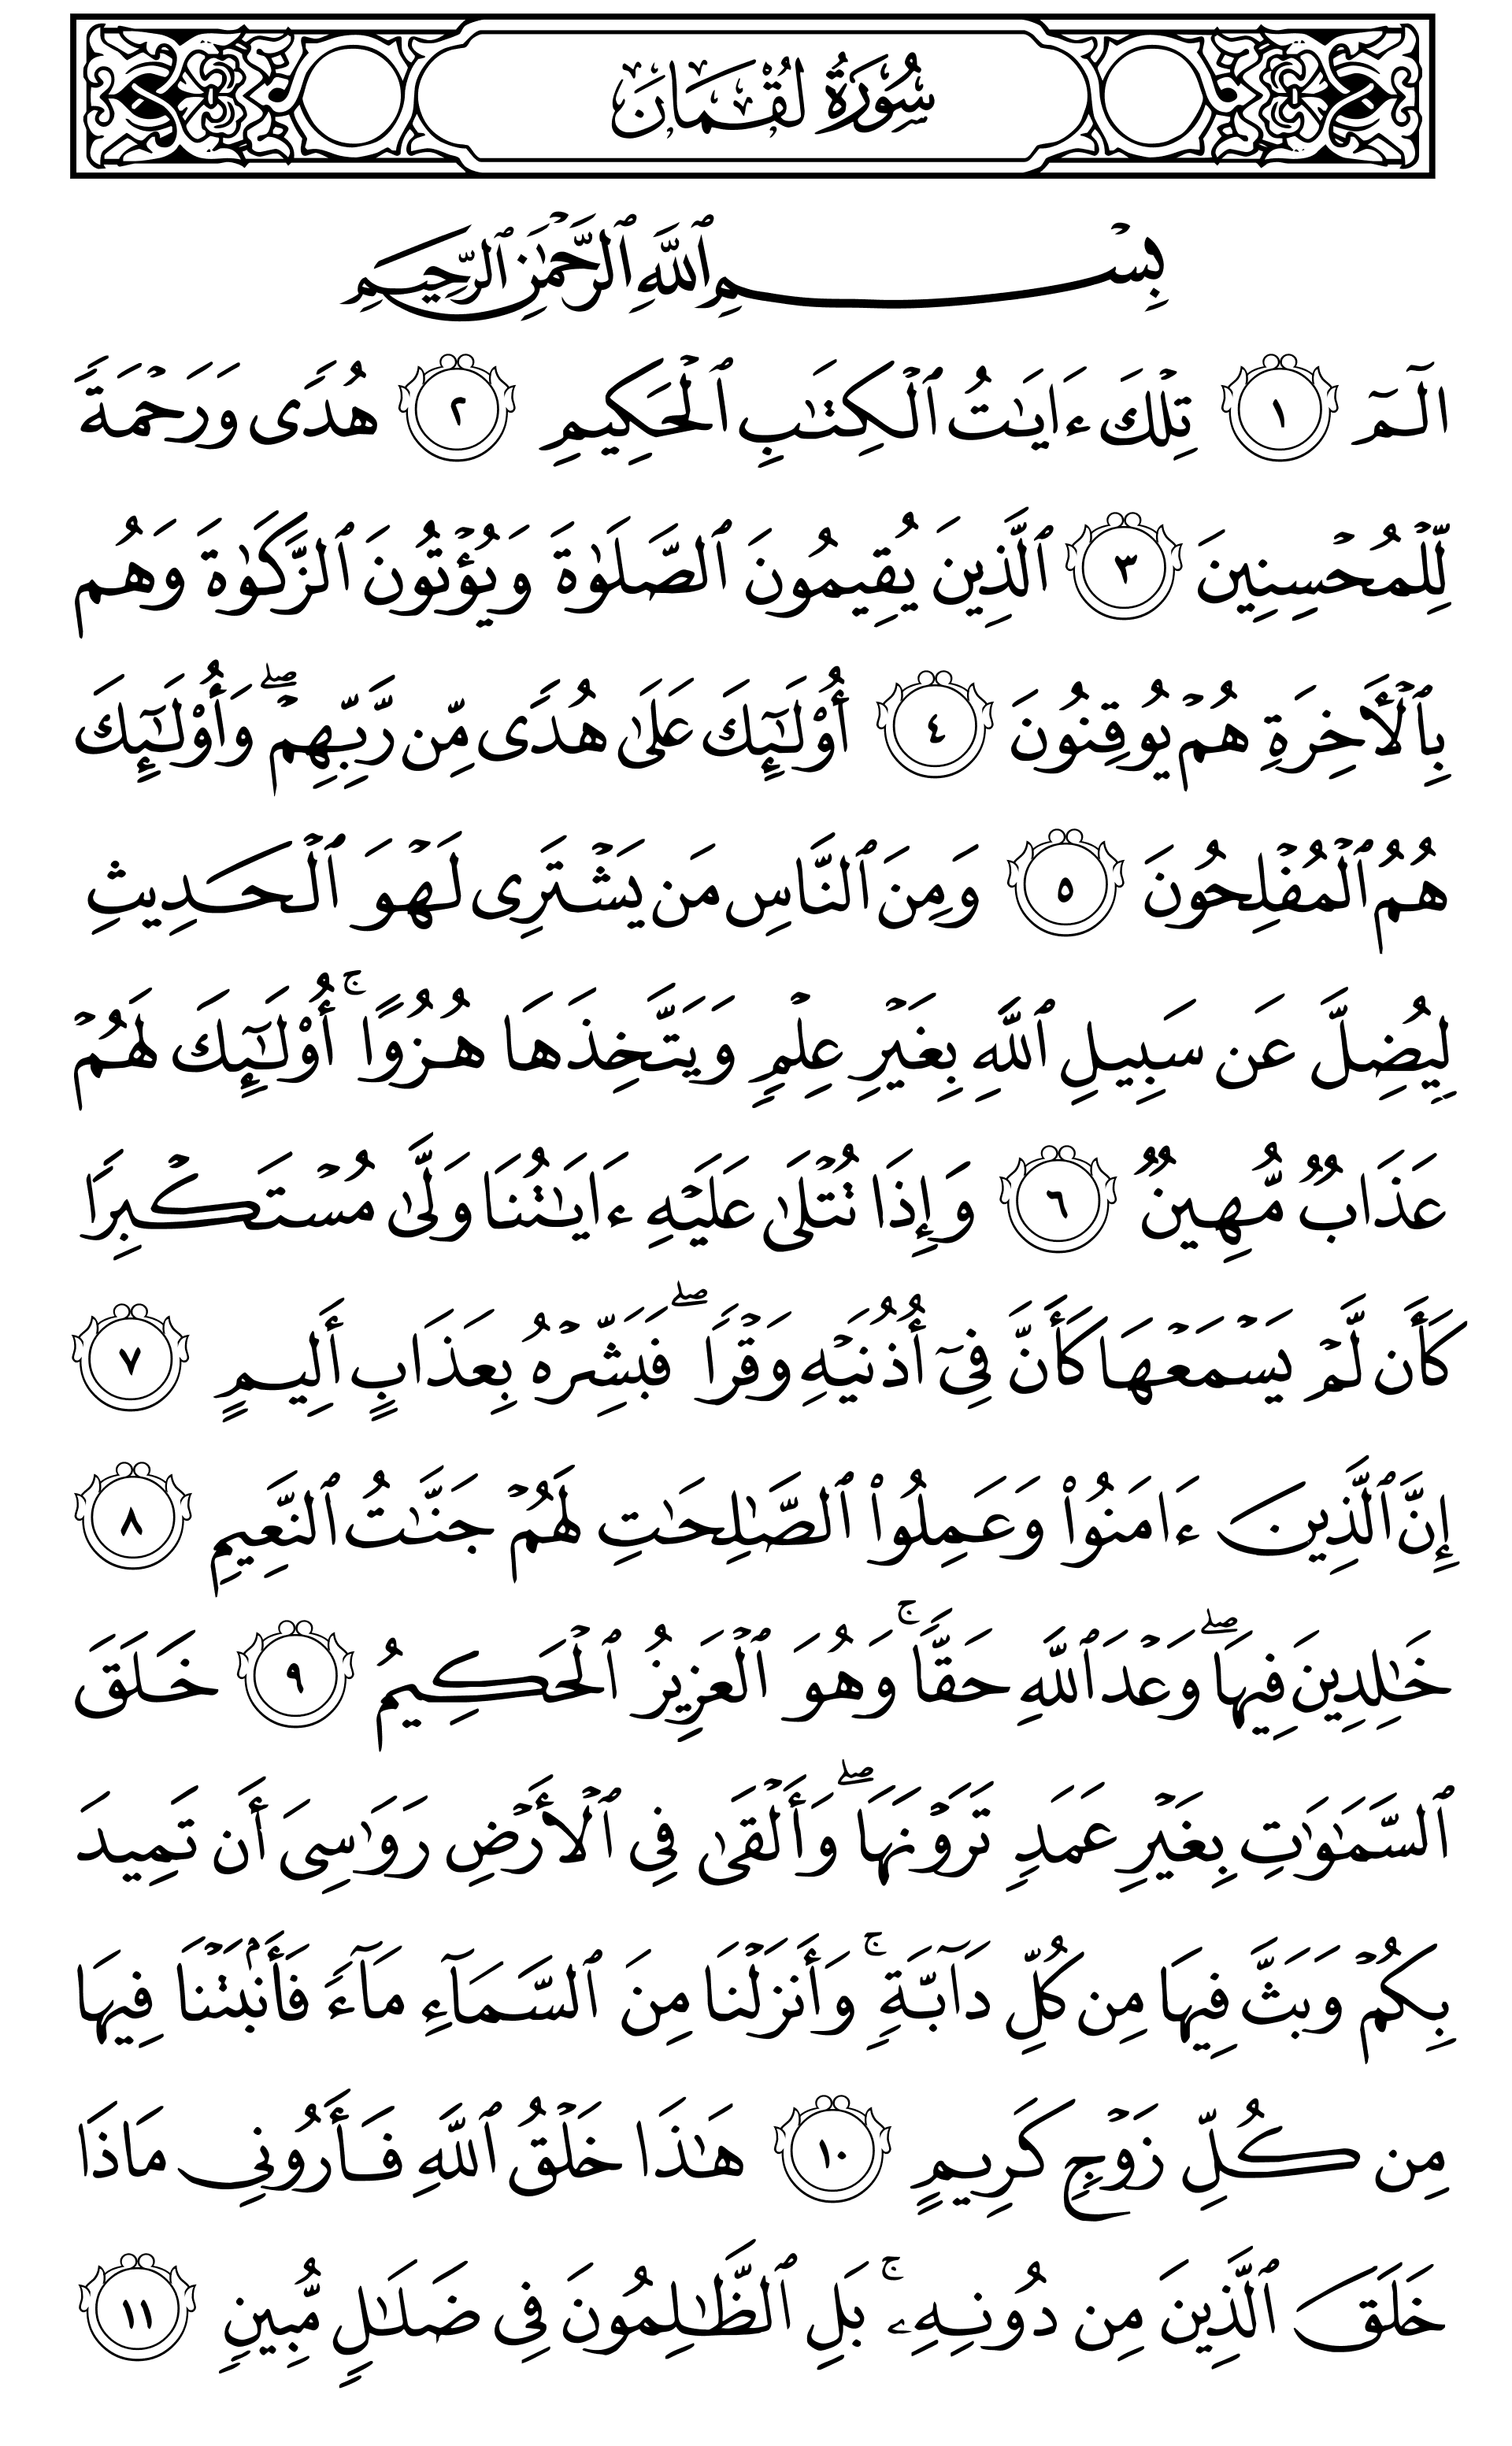 سُورَةُ لُقْمَانَ
بِسْمِ ٱللَّهِ ٱلرَّحْمَٰنِ ٱلرَّحِيمِ
الٓمٓ ١ تِلْكَ ءَايَٰتُ ٱلْكِتَٰبِ ٱلْحَكِيمِ ٢ هُدًى وَرَحْمَةً
لِّلْمُحْسِنِينَ ٣ ٱلَّذِينَ يُقِيمُونَ ٱلصَّلَوٰةَ وَيُؤْتُونَ ٱلزَّكَوٰةَ وَهُم
بِٱلْأَخِرَةِ هُمْ يُوقِنُونَ ٤ أُوْلَٰٓئِكَ عَلَىٰ هُدًى مِّن رَّبِّهِمْ ۖ وَأُوْلَٰٓئِكَ
هُمُ ٱلْمُفْلِحُونَ ٥ وَمِنَ ٱلنَّاسِ مَن يَشْتَرِى لَهْوَ ٱلْحَدِيثِ
لِيُضِلَّ عَن سَبِيلِ ٱللَّهِ بِغَيْرِ عِلْمٍ وَيَتَّخِذَهَا هُزُوًا ۚ أُوْلَٰٓئِكَ لَهُمْ
عَذَابٌ مُّهِينٌ ٦ وَإِذَا تُتْلَىٰ عَلَيْهِ ءَايَٰتُنَا وَلَّىٰ مُسْتَكْبِرًا
كَأَن لَّمْ يَسْمَعْهَا كَأَنَّ فِىٓ أُذُنَيْهِ وَقْرًا ۖ فَبَشِّرْهُ بِعَذَابٍ أَلِيمٍ ٧
إِنَّ ٱلَّذِينَ ءَامَنُوا۟ وَعَمِلُوا۟ ٱلصَّٰلِحَٰتِ لَهُمْ جَنَّٰتُ ٱلنَّعِيمِ ٨
خَٰلِدِينَ فِيهَا ۖ وَعْدَ ٱللَّهِ حَقًّا ۚ وَهُوَ ٱلْعَزِيزُ ٱلْحَكِيمُ ٩ خَلَقَ
ٱلسَّمَٰوَٰتِ بِغَيْرِ عَمَدٍ تَرَوْنَهَا ۖ وَأَلْقَىٰ فِى ٱلْأَرْضِ رَوَٰسِىَ أَن تَمِيدَ
بِكُمْ وَبَثَّ فِيهَا مِن كُلِّ دَآبَّةٍ ۚ وَأَنزَلْنَا مِنَ ٱلسَّمَآءِ مَآءً فَأَنۢبَتْنَا فِيهَا
مِن كُلِّ زَوْجٍ كَرِيمٍ ١٠ هَٰذَا خَلْقُ ٱللَّهِ فَأَرُونِى مَاذَا
خَلَقَ ٱلَّذِينَ مِن دُونِهِۦ ۚ بَلِ ٱلظَّٰلِمُونَ فِى ضَلَٰلٍ مُّبِينٍ ١١